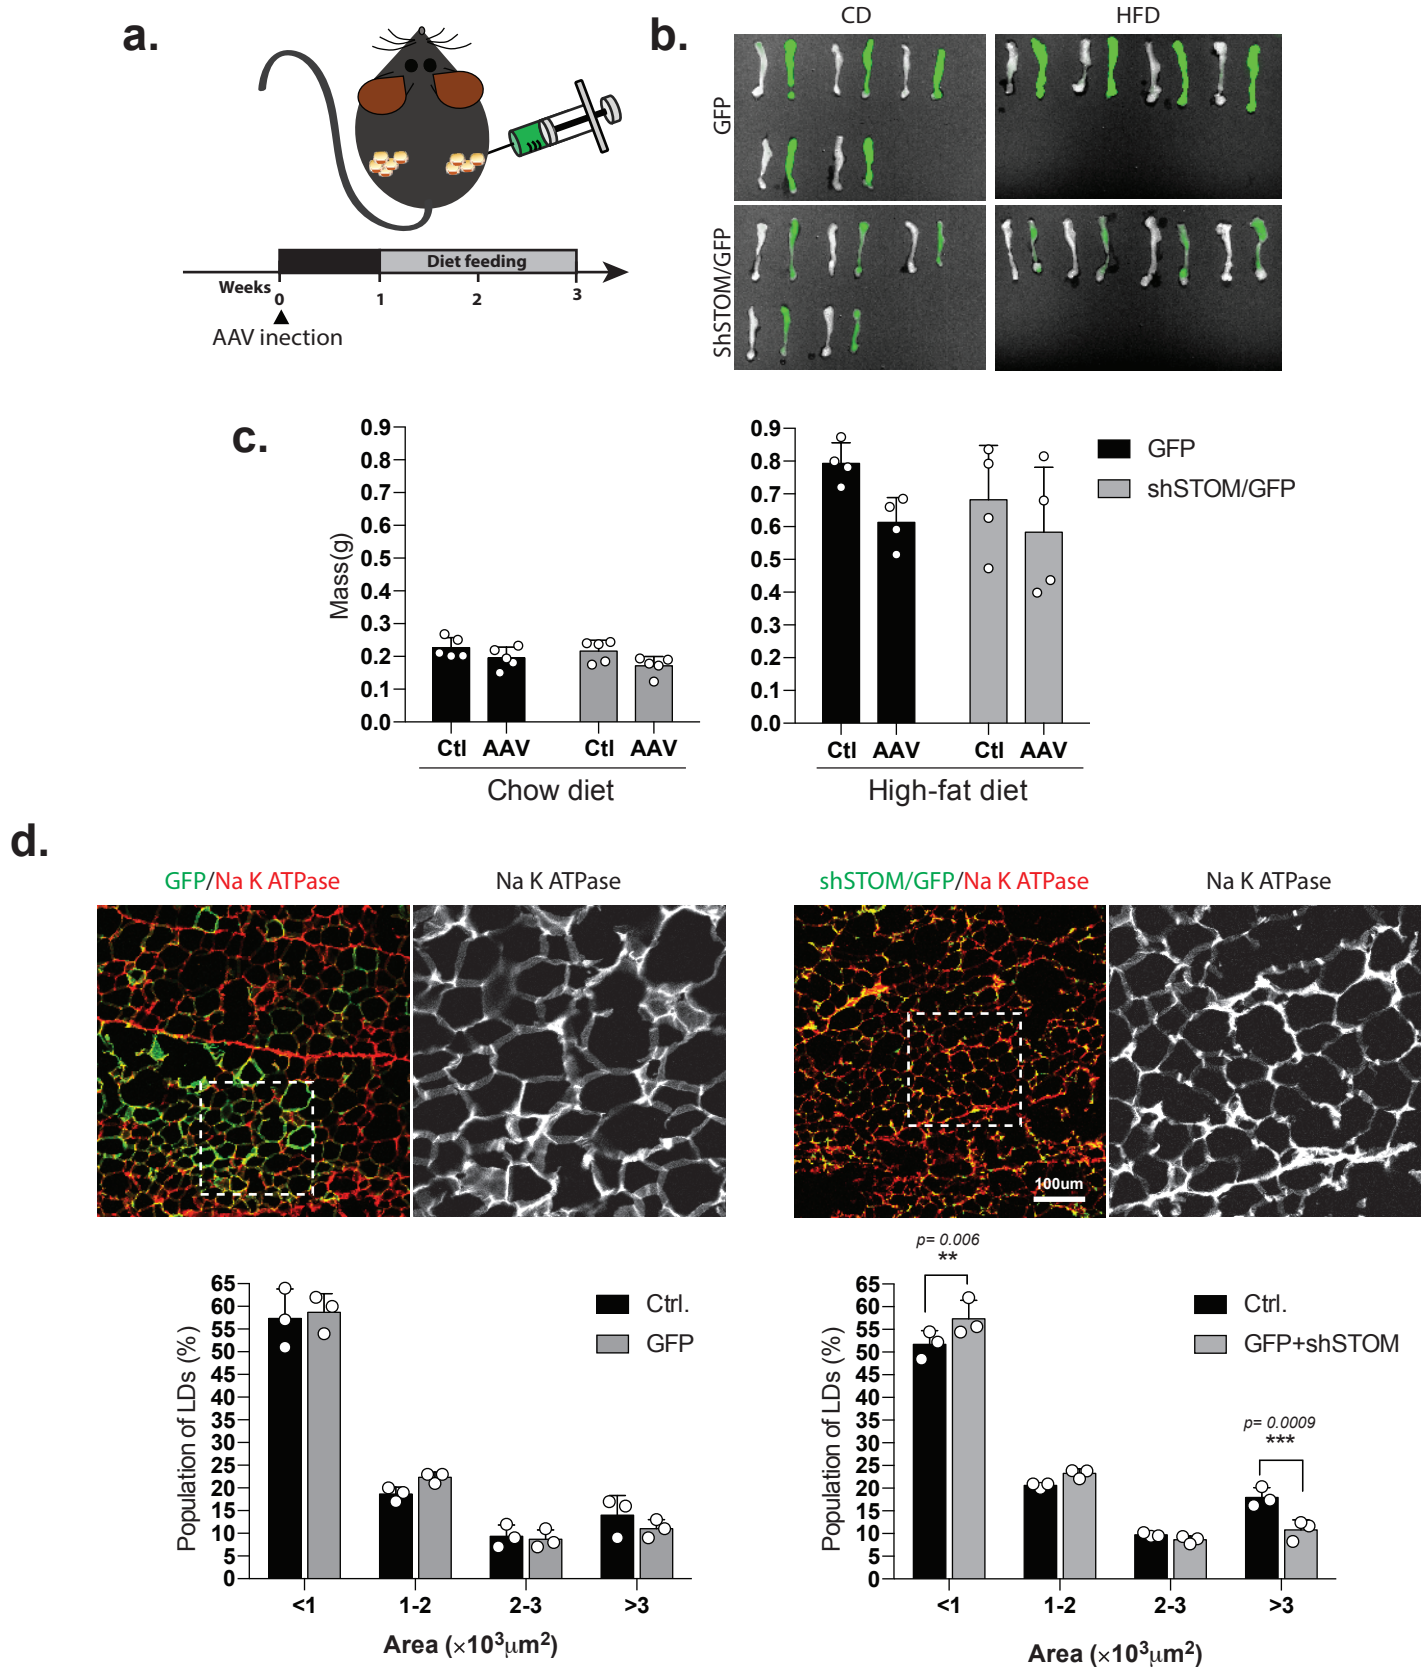 a.
Weeks
0
1
2
3
Diet feeding
AAV inection
b.
CD
HFD
GFP
ShSTOM/GFP
c.
Mass(g)
0.9
0.8
0.7
0.6
0.5
0.4
0.3
0.2
0.1
0.0
Ctl
AAV
Ctl
AAV
Chow diet
0.9
0.8
0.7
0.6
0.5
0.4
0.3
0.2
0.1
0.0
Ctl
AAV
Ctl
AAV
High-fat diet
GFP
shSTOM/GFP
d.
GFP/Na K ATPase
Na K ATPase
shSTOM/GFP/Na K ATPase
Na K ATPase
100um
Population of LDs (%)
65
60
55
50
45
40
35
30
25
20
15
10
5
0
<1
1-2
2-3
>3
Area (×10³μm²)
Ctrl.
GFP
Population of LDs (%)
65
60
55
50
45
40
35
30
25
20
15
10
5
0
p= 0.006
**
p= 0.0009
***
<1
1-2
2-3
>3
Area (×10³μm²)
Ctrl.
GFP+shSTOM